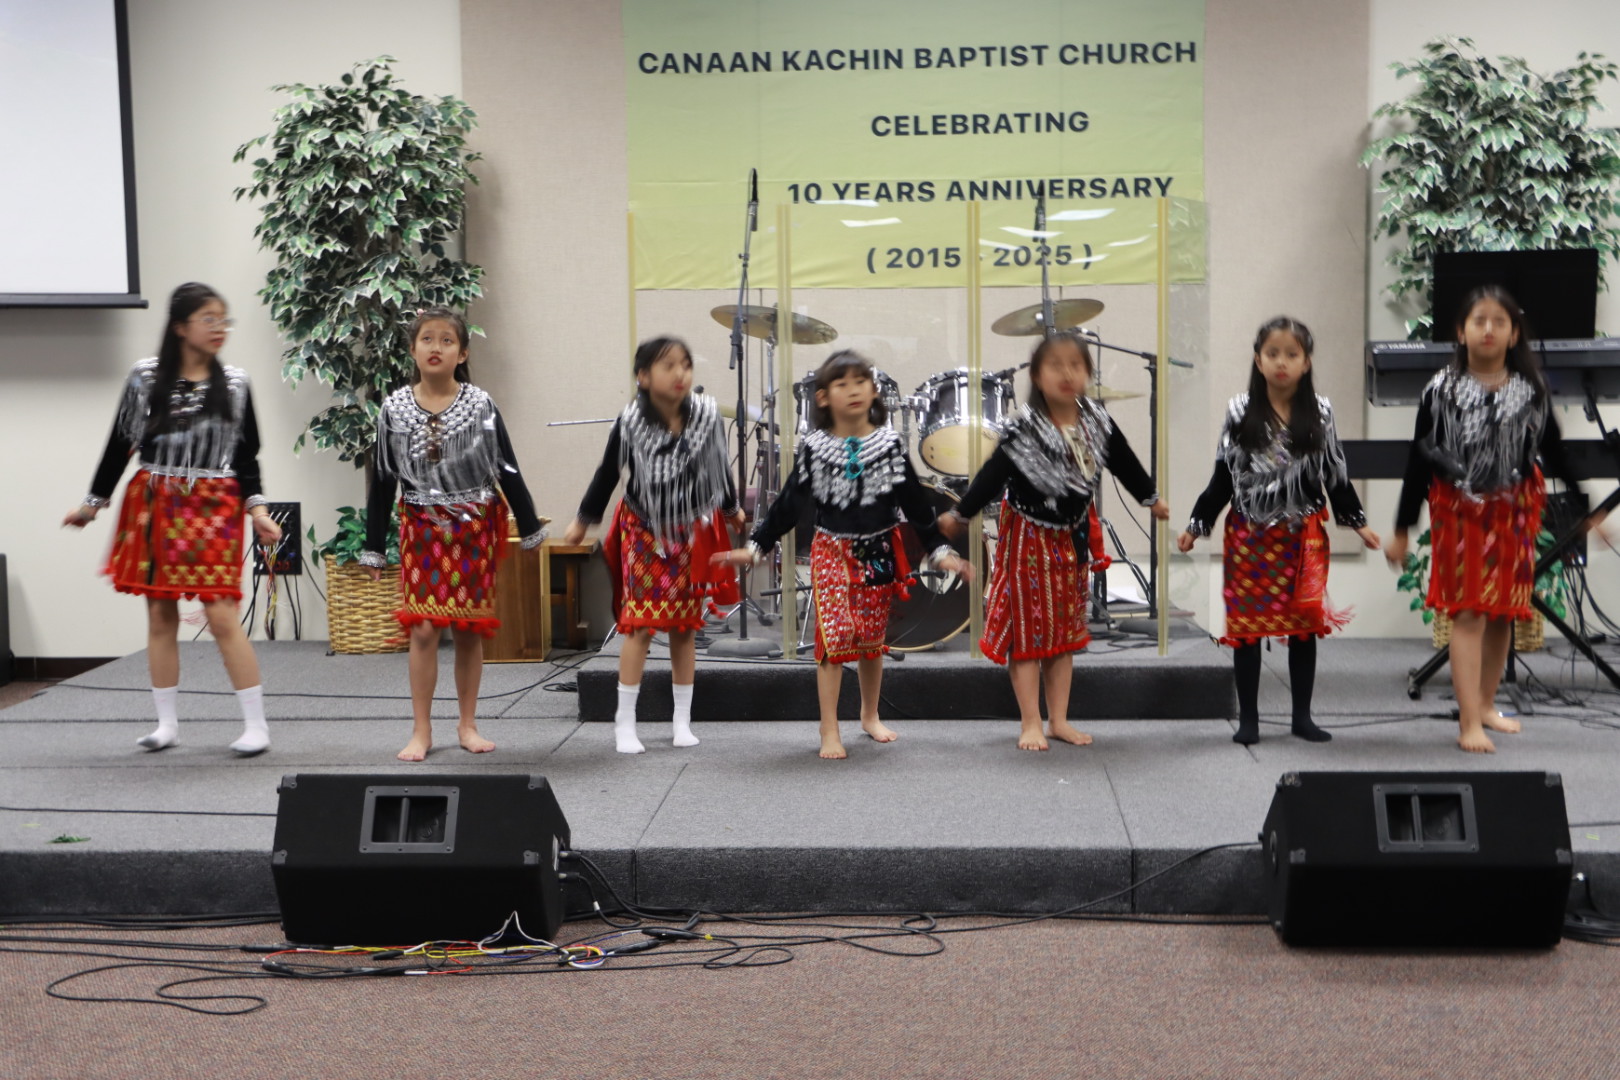 CANAAN KACHIN BAPTIST CHURCH
CELEBRATING
10 YEARS ANNIVERSARY
( 2015 - 2025 )
YAMAHA